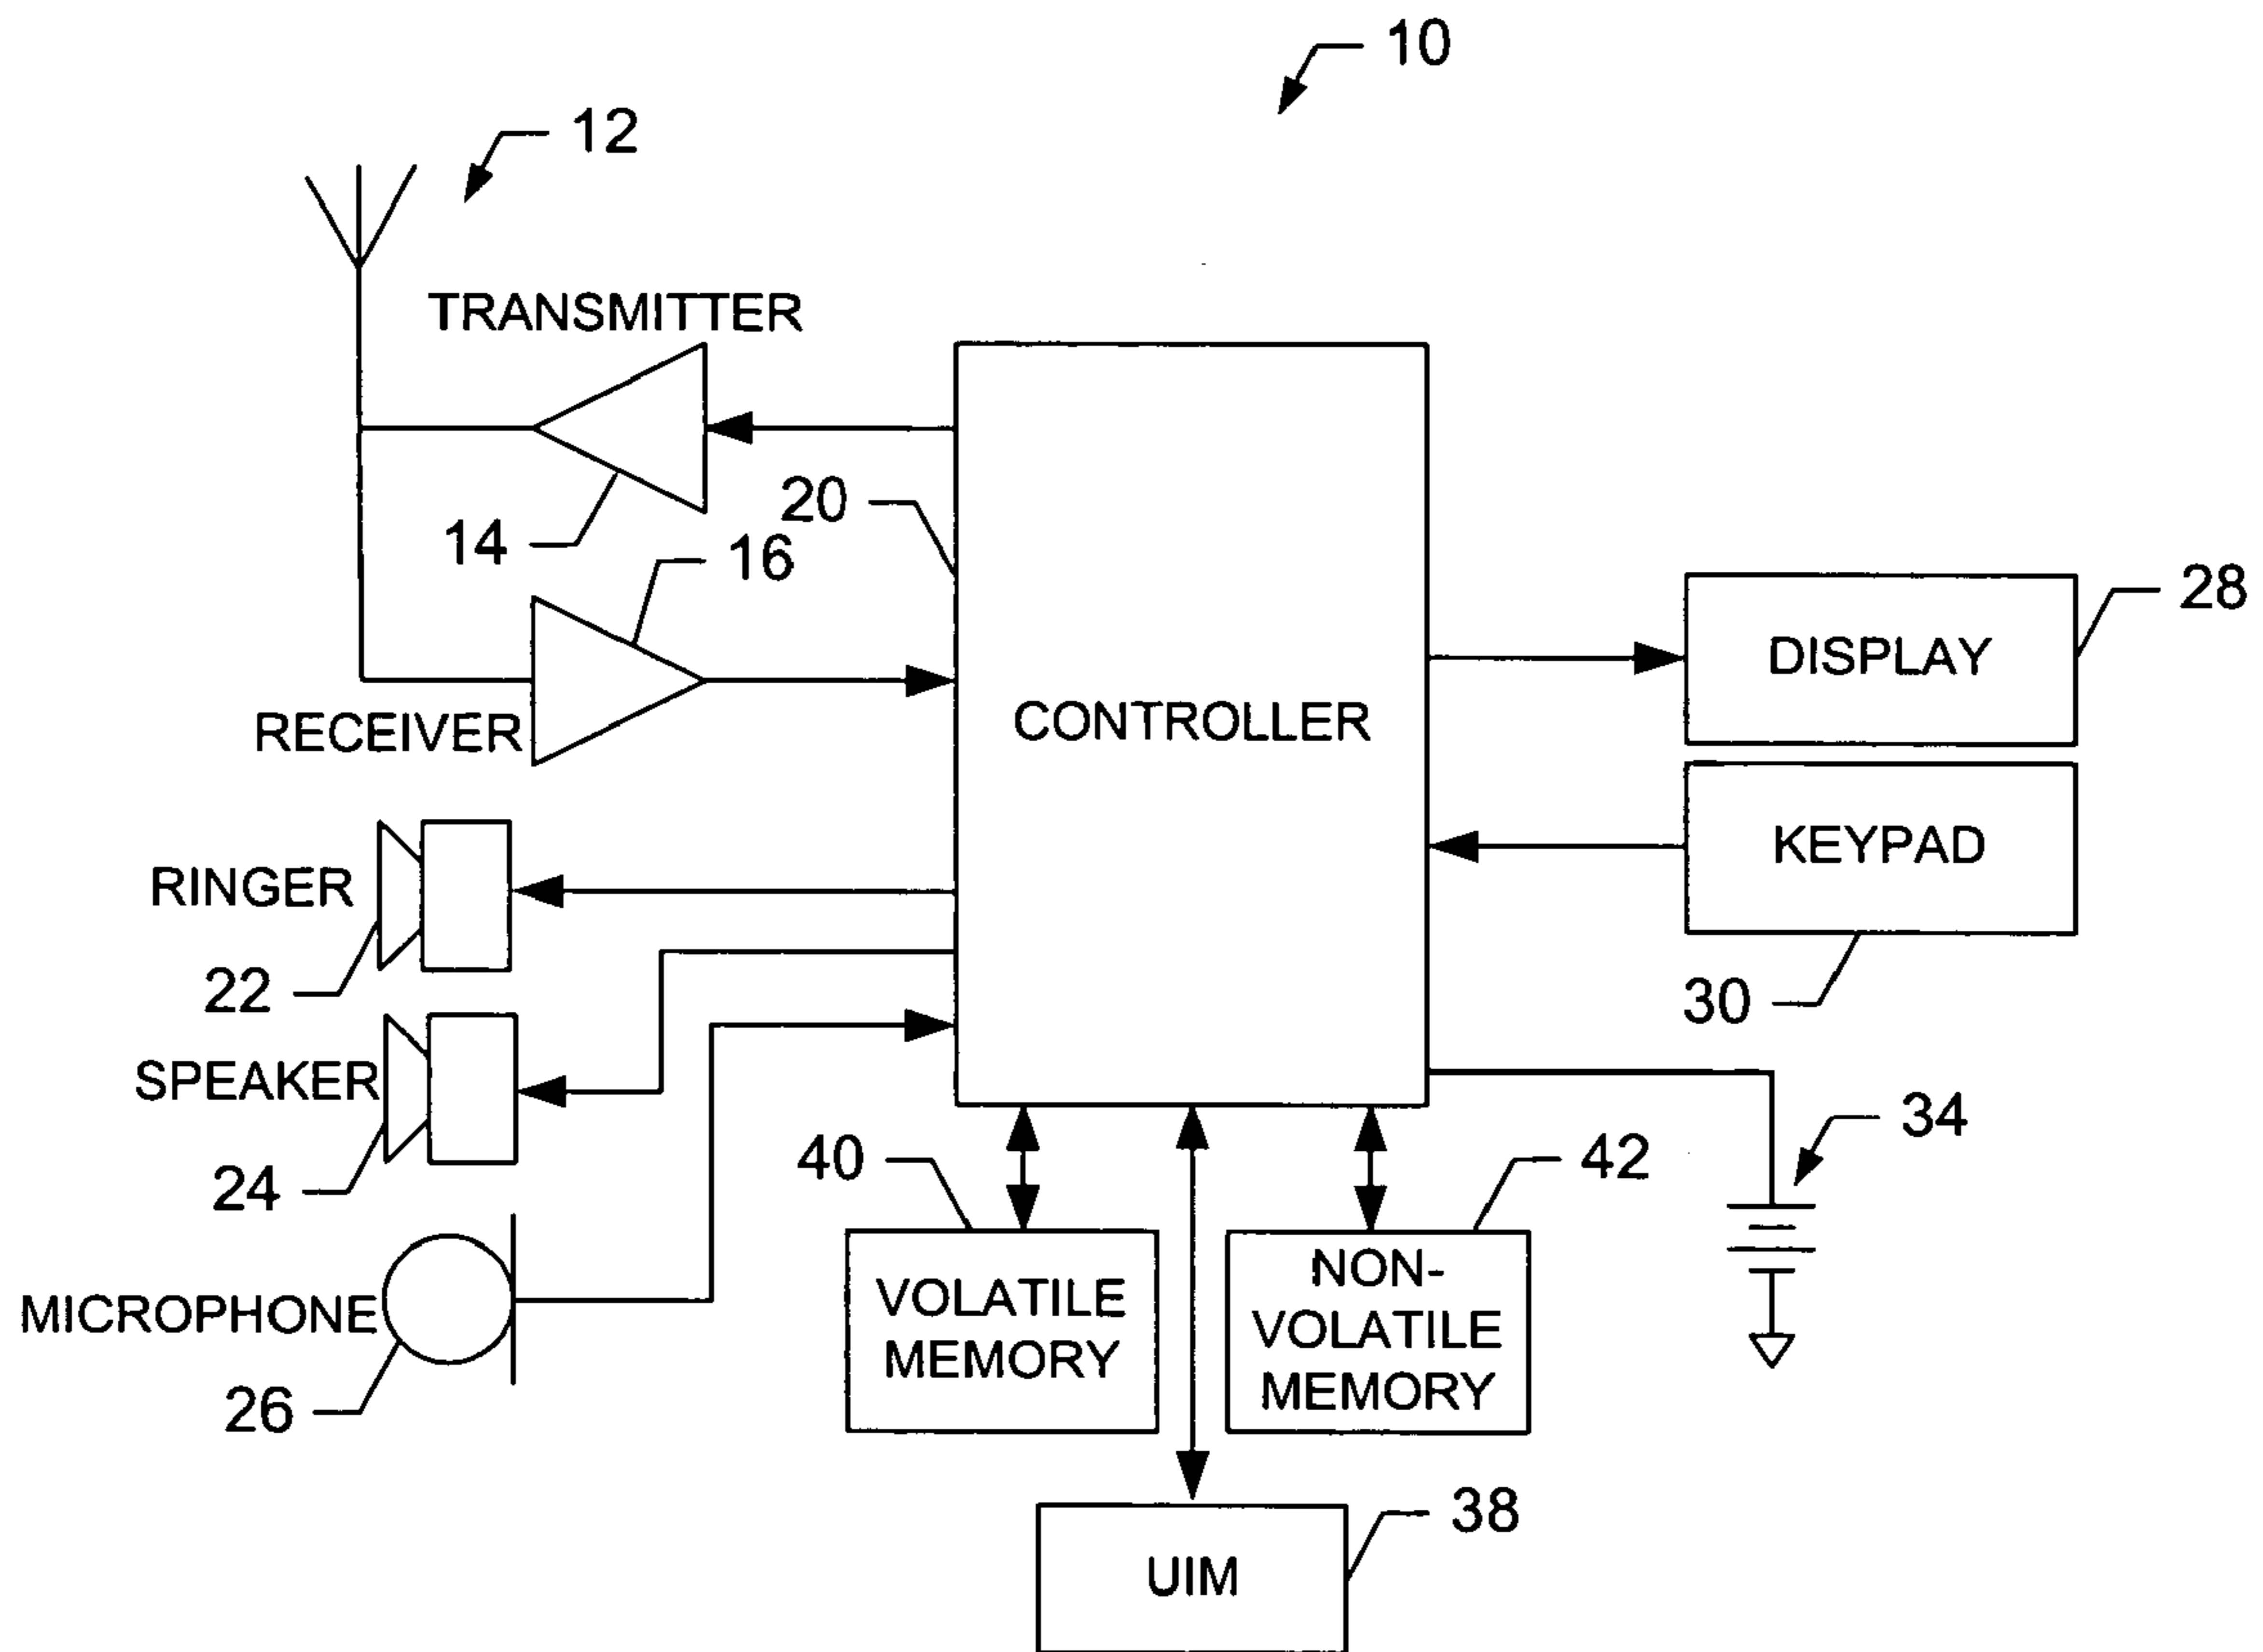 10
12
TRANSMITTER
14
20
16
28
DISPLAY
RECEIVER
CONTROLLER
KEYPAD
RINGER
22
30
SPEAKER
24
40
42
34
MICROPHONE
26
VOLATILE
MEMORY
NON-
VOLATILE
MEMORY
38
UIM